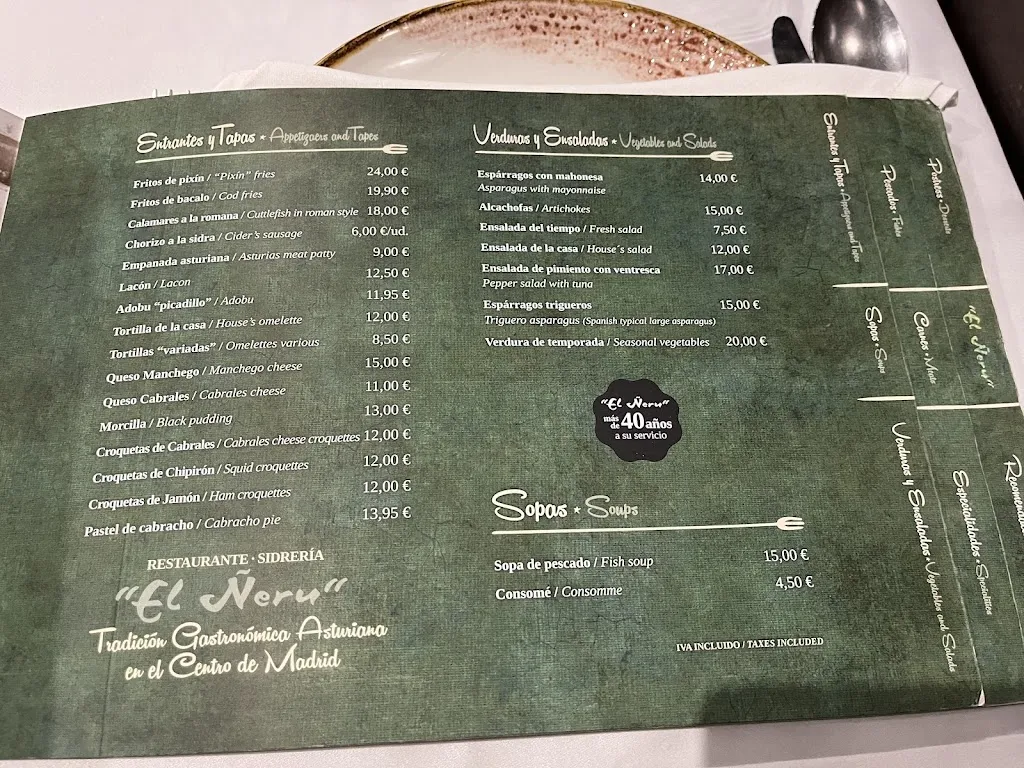 Entrantes y Tapas * Appetizaers and Tapes
Fritos de pixín / "Pixín" fries 24,00 €
Fritos de bacalo / Cod fries 19,90 €
Calamares a la romana / Cuttlefish in roman style 18,00 €
Chorizo a la sidra / Cider's sausage 6,00 €/ud.
Empanada asturiana / Asturias meat patty 9,00 €
Lacón / Lacon 12,50 €
Adobu "picadillo" / Adobu 11,95 €
Tortilla de la casa / House's omelette 12,00 €
Tortillas "variadas" / Omelettes various 8,50 €
Queso Manchego / Manchego cheese 15,00 €
Queso Cabrales / Cabrales cheese 11,00 €
Morcilla / Black pudding 13,00 €
Croquetas de Cabrales / Cabrales cheese croquettes 12,00 €
Croquetas de Chipirón / Squid croquettes 12,00 €
Croquetas de Jamón / Ham croquettes 12,00 €
Pastel de cabracho / Cabracho pie 13,95 €
RESTAURANTE · SIDRERÍA
"El Ñeru"
Tradición Gastronómica Asturiana
en el Centro de Madrid
Verduras y Ensaladas * Vegetables and Salads
Espárragos con mahonesa 14,00 €
Asparagus with mayonnaise
Alcachofas / Artichokes 15,00 €
Ensalada del tiempo / Fresh salad 7,50 €
Ensalada de la casa / House´s salad 12,00 €
Ensalada de pimiento con ventresca 17,00 €
Pepper salad with tuna
Espárragos trigueros 15,00 €
Triguero asparagus (Spanish typical large asparagus)
Verdura de temporada / Seasonal vegetables 20,00 €
"El Ñeru"
más de 40 años
a su servicio
Sopas * Soups
Sopa de pescado / Fish soup 15,00 €
Consomé / Consomme 4,50 €
IVA INCLUIDO / TAXES INCLUDED
Entrantes y Tapas * Appetizaers and Tapes
Sopas * Soups
Verduras y Ensaladas * Vegetables and Salads
Pescados
Carnes
Especialidades
Postres
"El Ñeru"